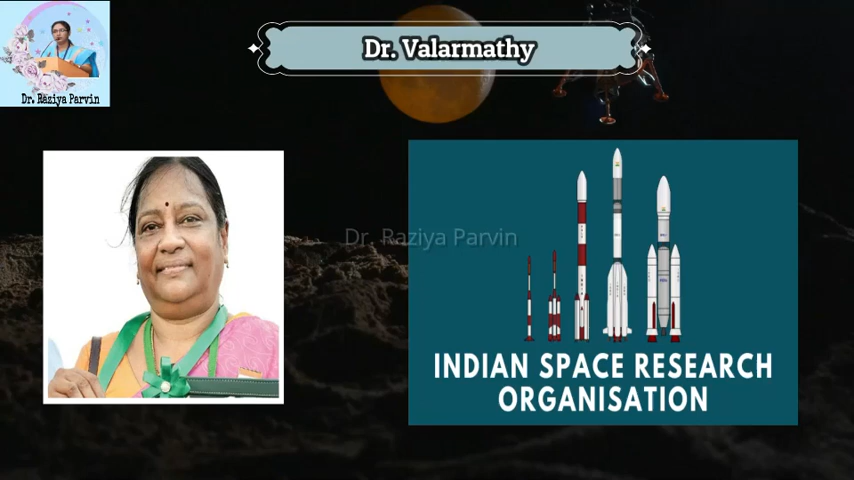 Dr. Raziya Parvin
Dr. Valarmathy
Dr. Raziya Parvin
INDIAN SPACE RESEARCH
ORGANISATION